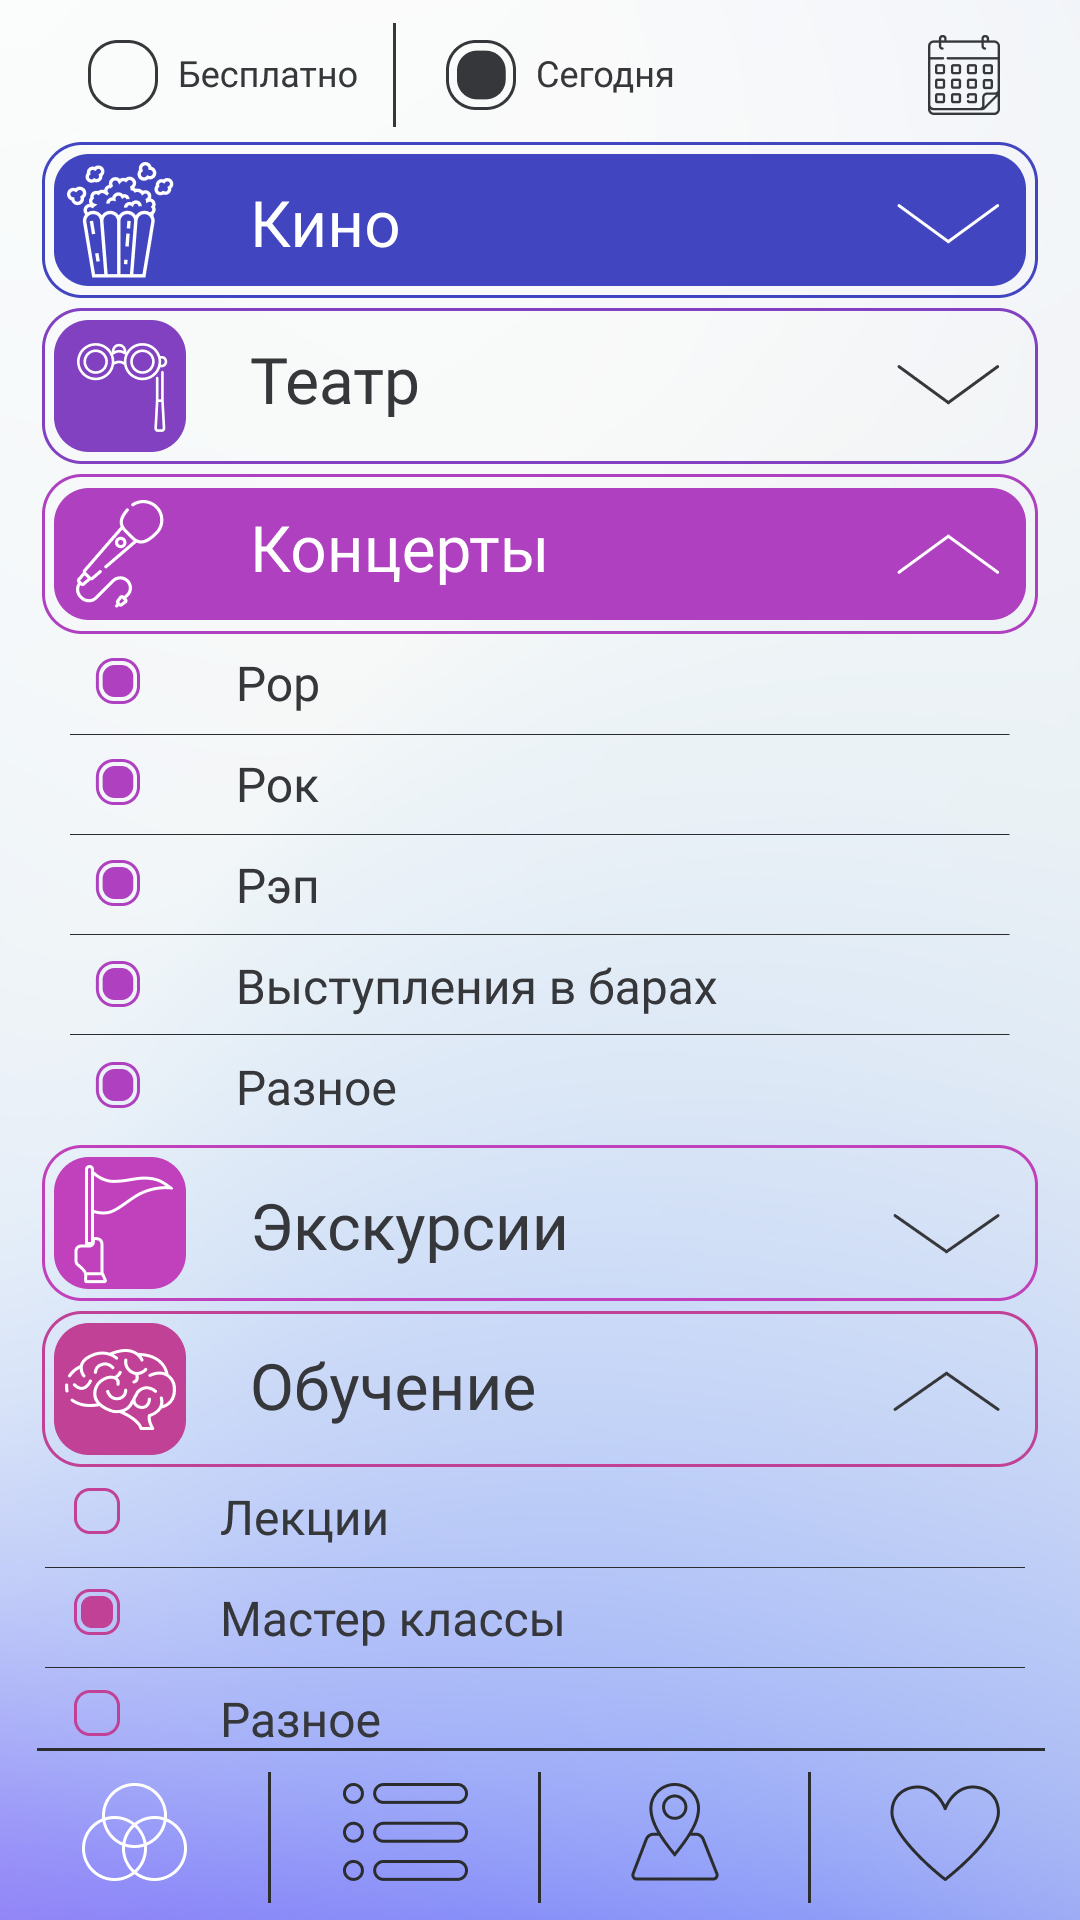 Бесплатно
Сегодня
Кино
Театр
Концерты
Pop
Рок
Рэп
Выступления в барах
Разное
Экскурсии
Обучение
Лекции
Мастер классы
Разное